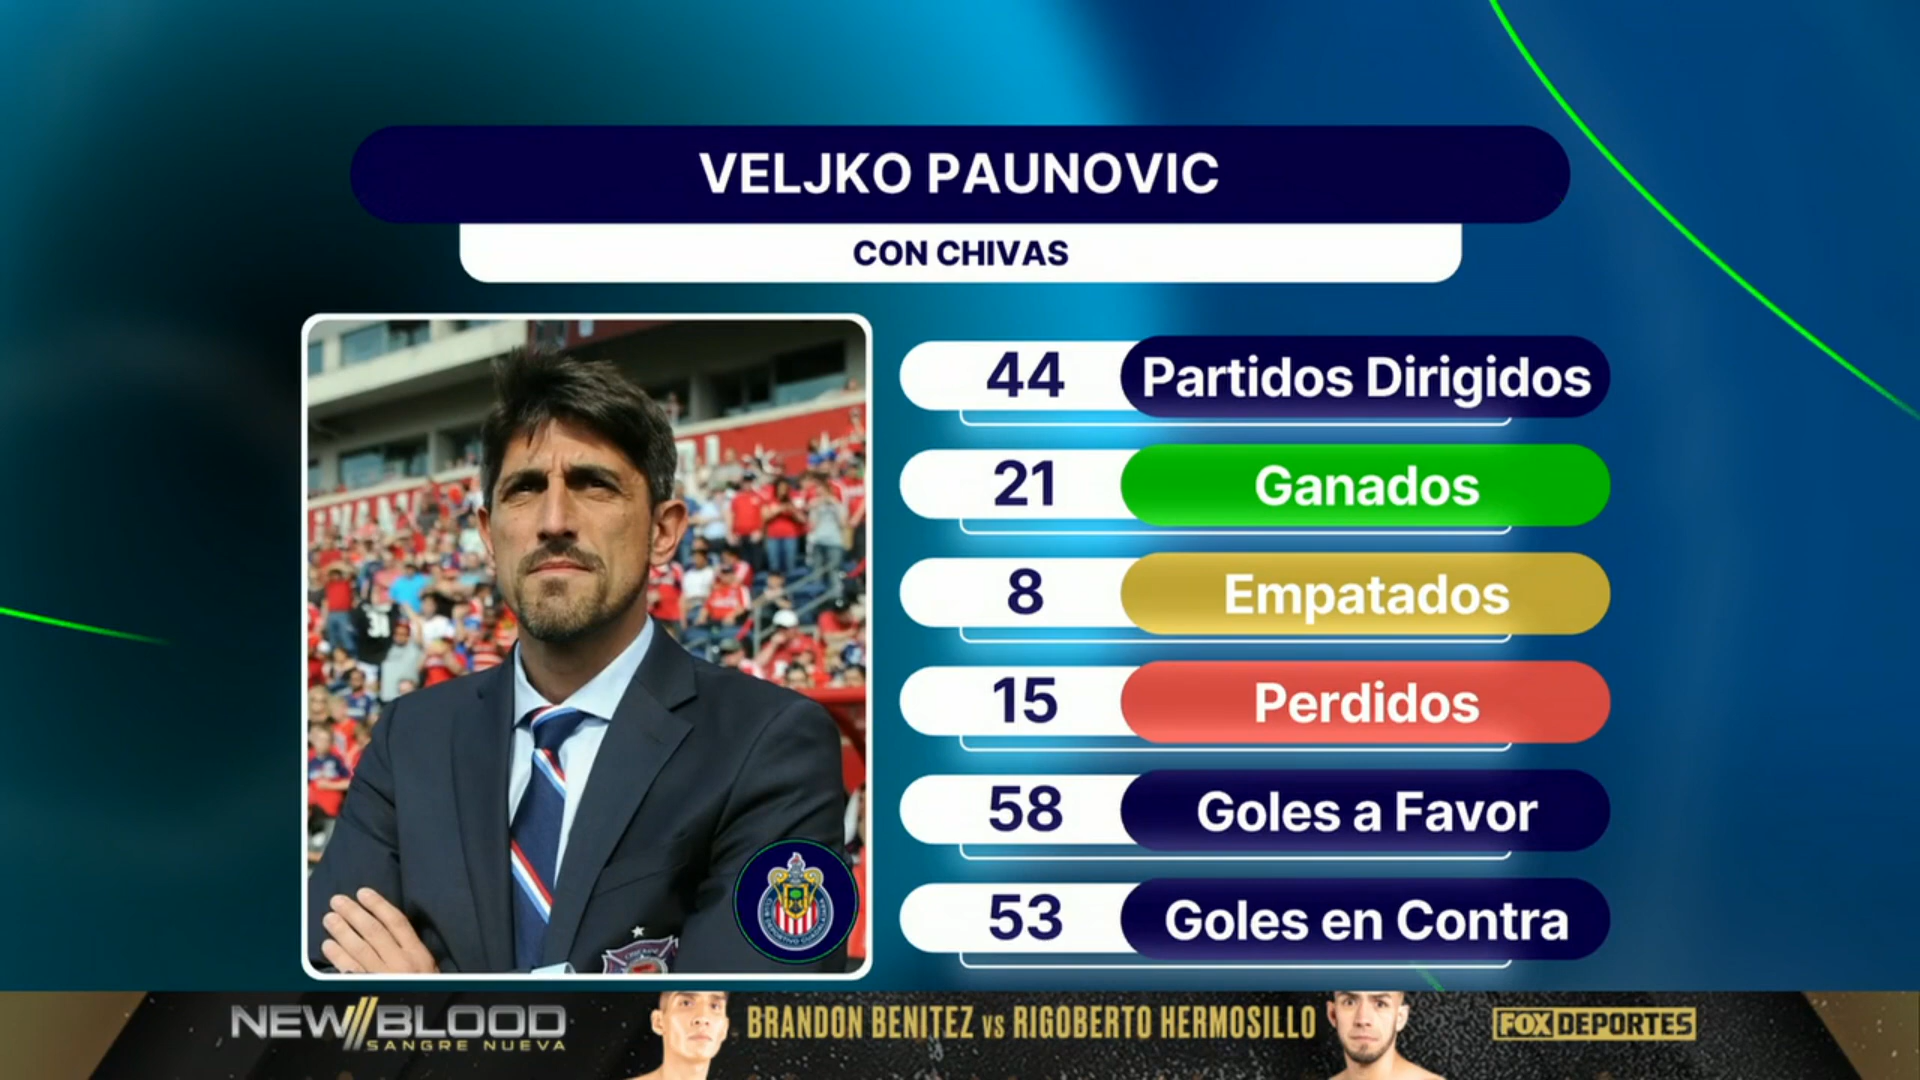 VELJKO PAUNOVIC
CON CHIVAS
44 Partidos Dirigidos
21 Ganados
8 Empatados
15 Perdidos
58 Goles a Favor
53 Goles en Contra
31
NEW//BLOOD
SANGRE NUEVA
BRANDON BENITEZ VS RIGOBERTO HERMOSILLO
FOX DEPORTES